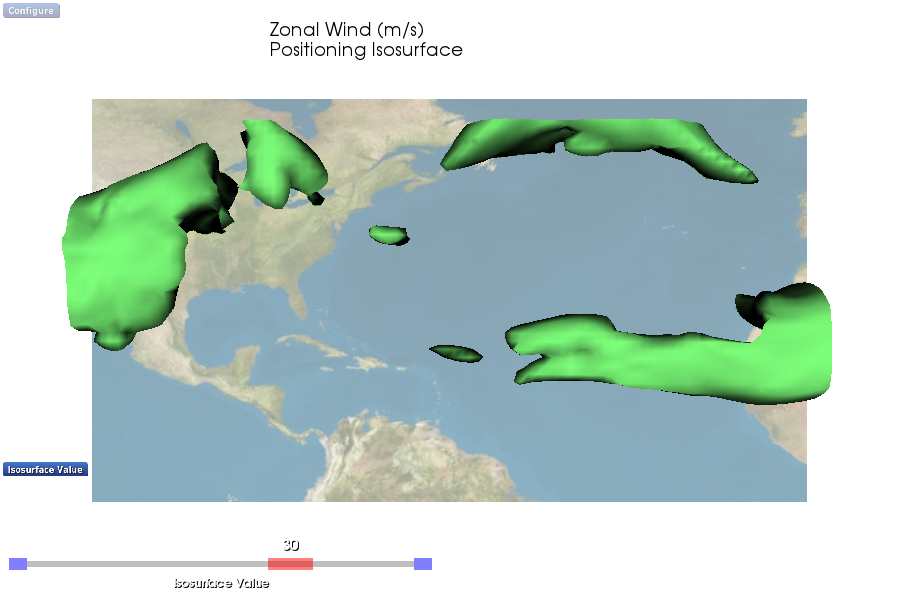 Configure
Zonal Wind (m/s)
Positioning Isosurface
Isosurface Value
30
Isosurface Value